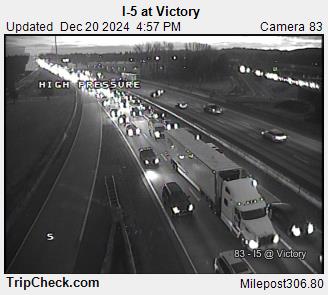 I-5 at Victory
Updated Dec 20 2024 4:57 PM Camera 83
HIGH PRESSURE
S
83 - I5 @ Victory
TripCheck.com Milepost306.80